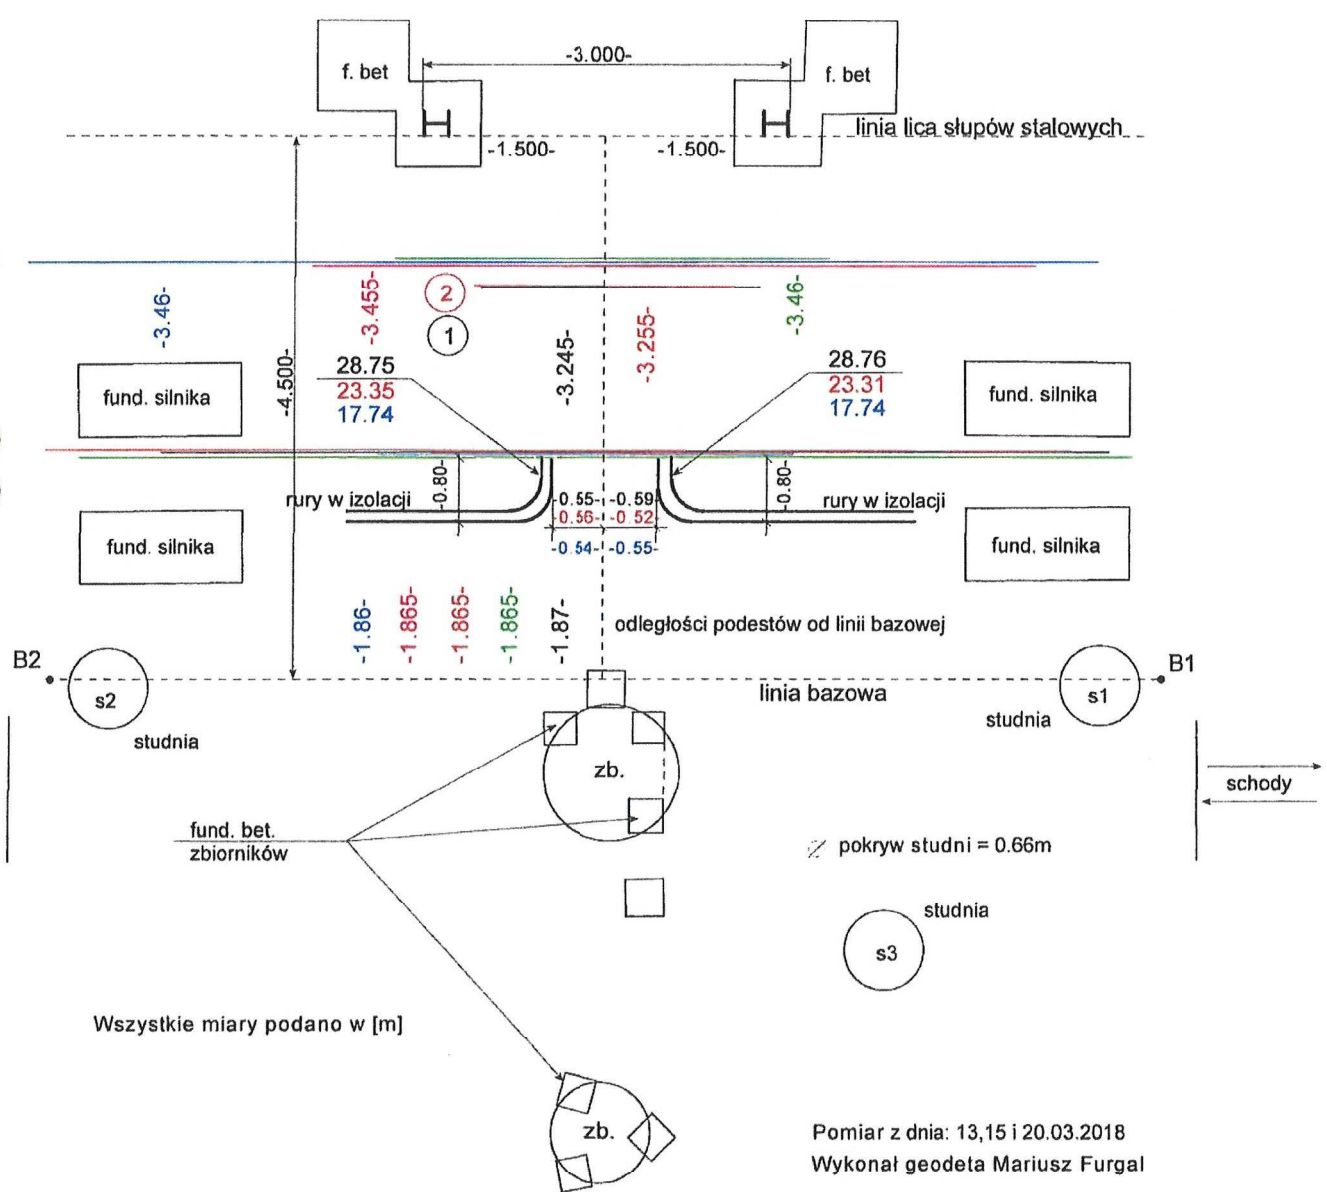 -3.000-
f. bet
f. bet
linia lica słupów stalowych
-1.500-
-1.500-
-3.46-
-3.455-
2
1
-3.245-
-3.255-
-3.46-
-4.500-
28.75
23.35
17.74
28.76
23.31
17.74
fund. silnika
fund. silnika
rury w izolacji
-0.80-
-0.55-
-0.59-
-0.56-
-0.52-
-0.54-
-0.55-
-0.80-
rury w izolacji
fund. silnika
fund. silnika
-1.86-
-1.865-
-1.865-
-1.865-
-1.87-
odległości podestów od linii bazowej
B2
B1
s2
linia bazowa
s1
studnia
studnia
zb.
schody
fund. bet.
zbiorników
pokryw studni = 0.66m
studnia
s3
Wszystkie miary podano w [m]
zb.
Pomiar z dnia: 13,15 i 20.03.2018
Wykonał geodeta Mariusz Furgal